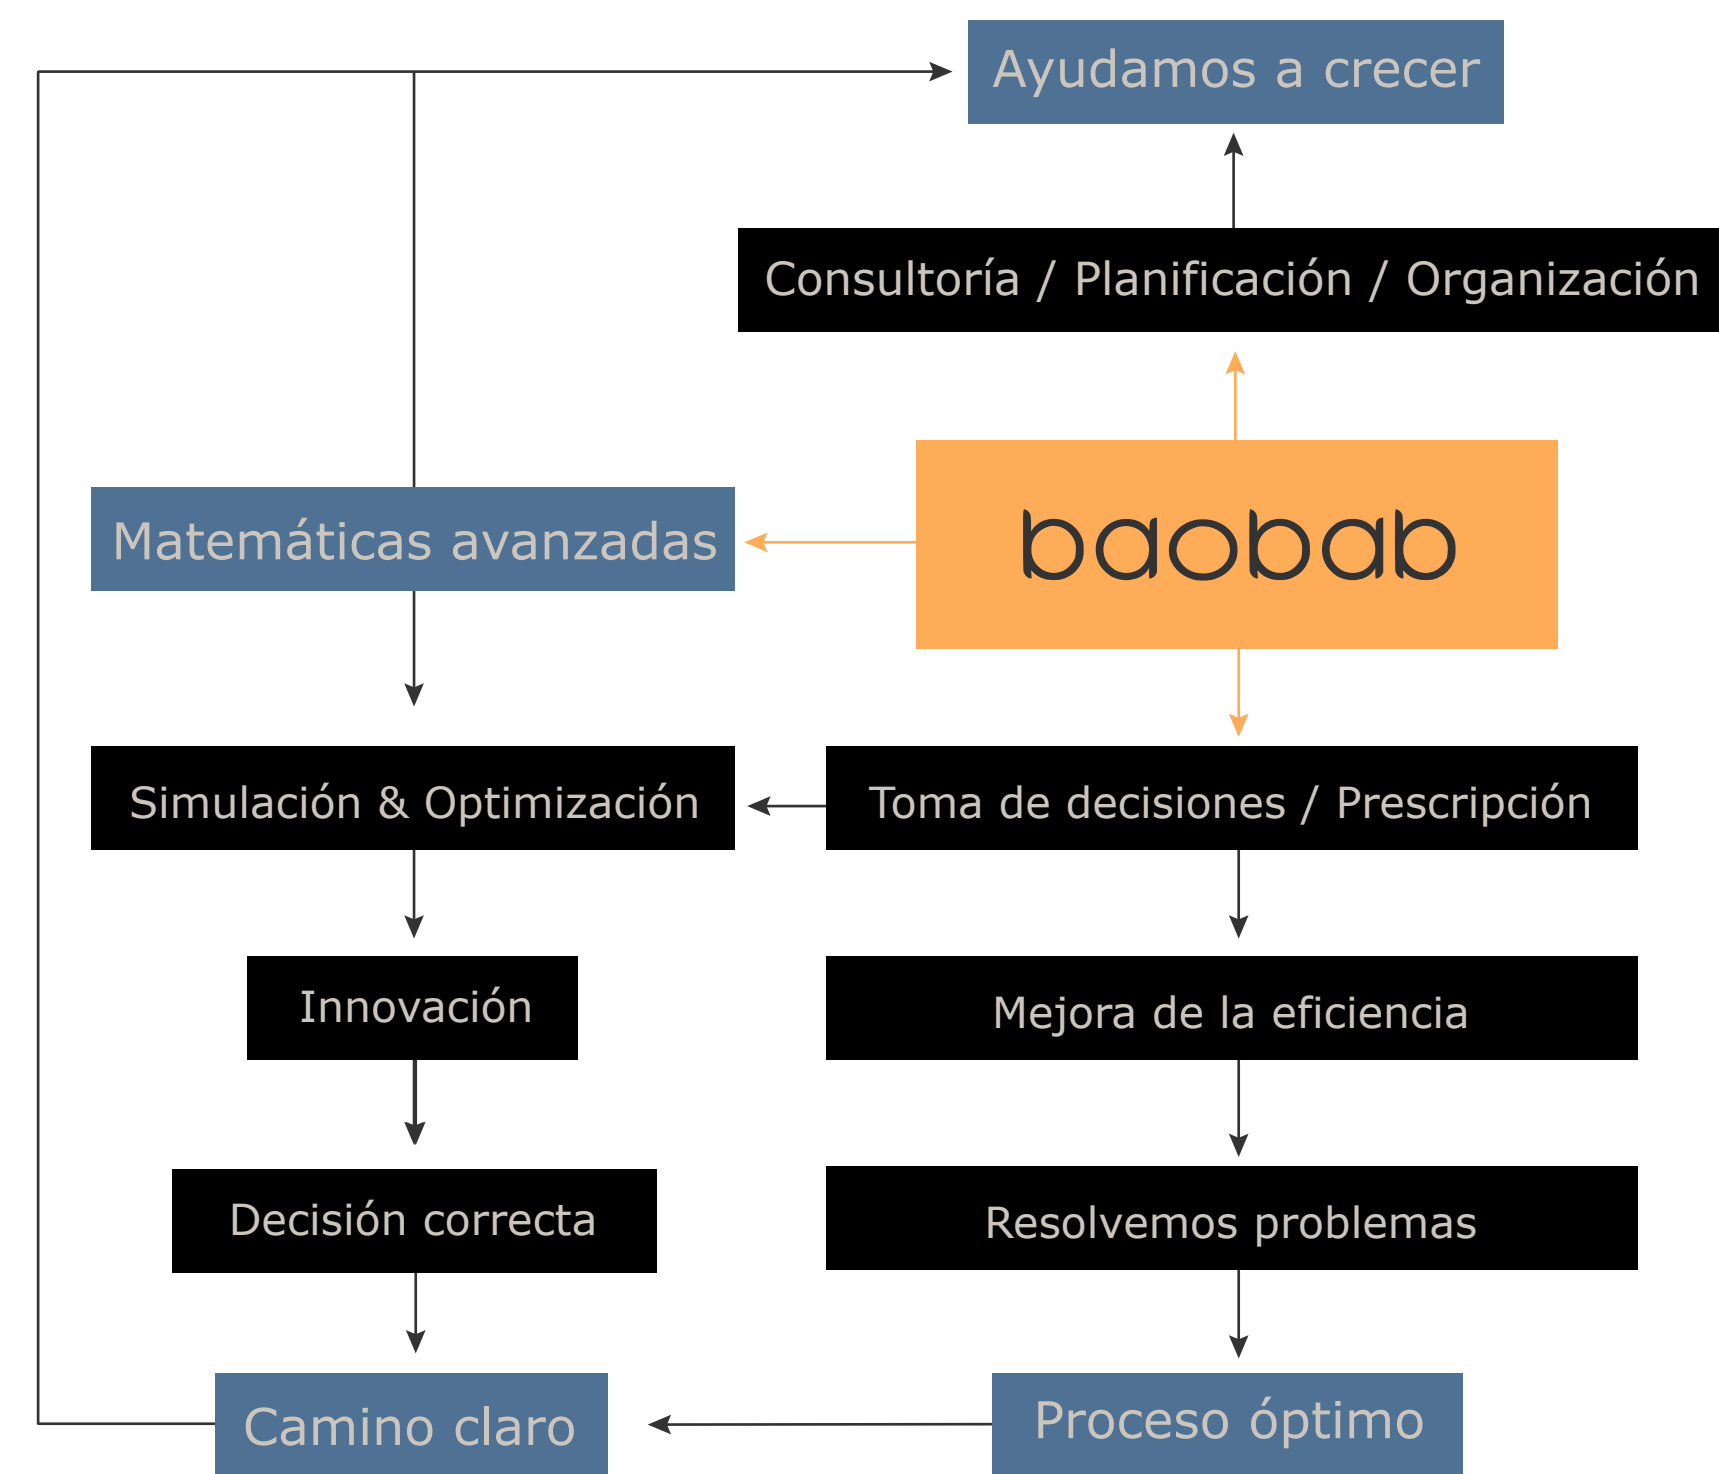 Ayudamos a crecer
Consultoría / Planificación / Organización
baobab
Matemáticas avanzadas
Simulación & Optimización
Toma de decisiones / Prescripción
Innovación
Mejora de la eficiencia
Decisión correcta
Resolvemos problemas
Camino claro
Proceso óptimo